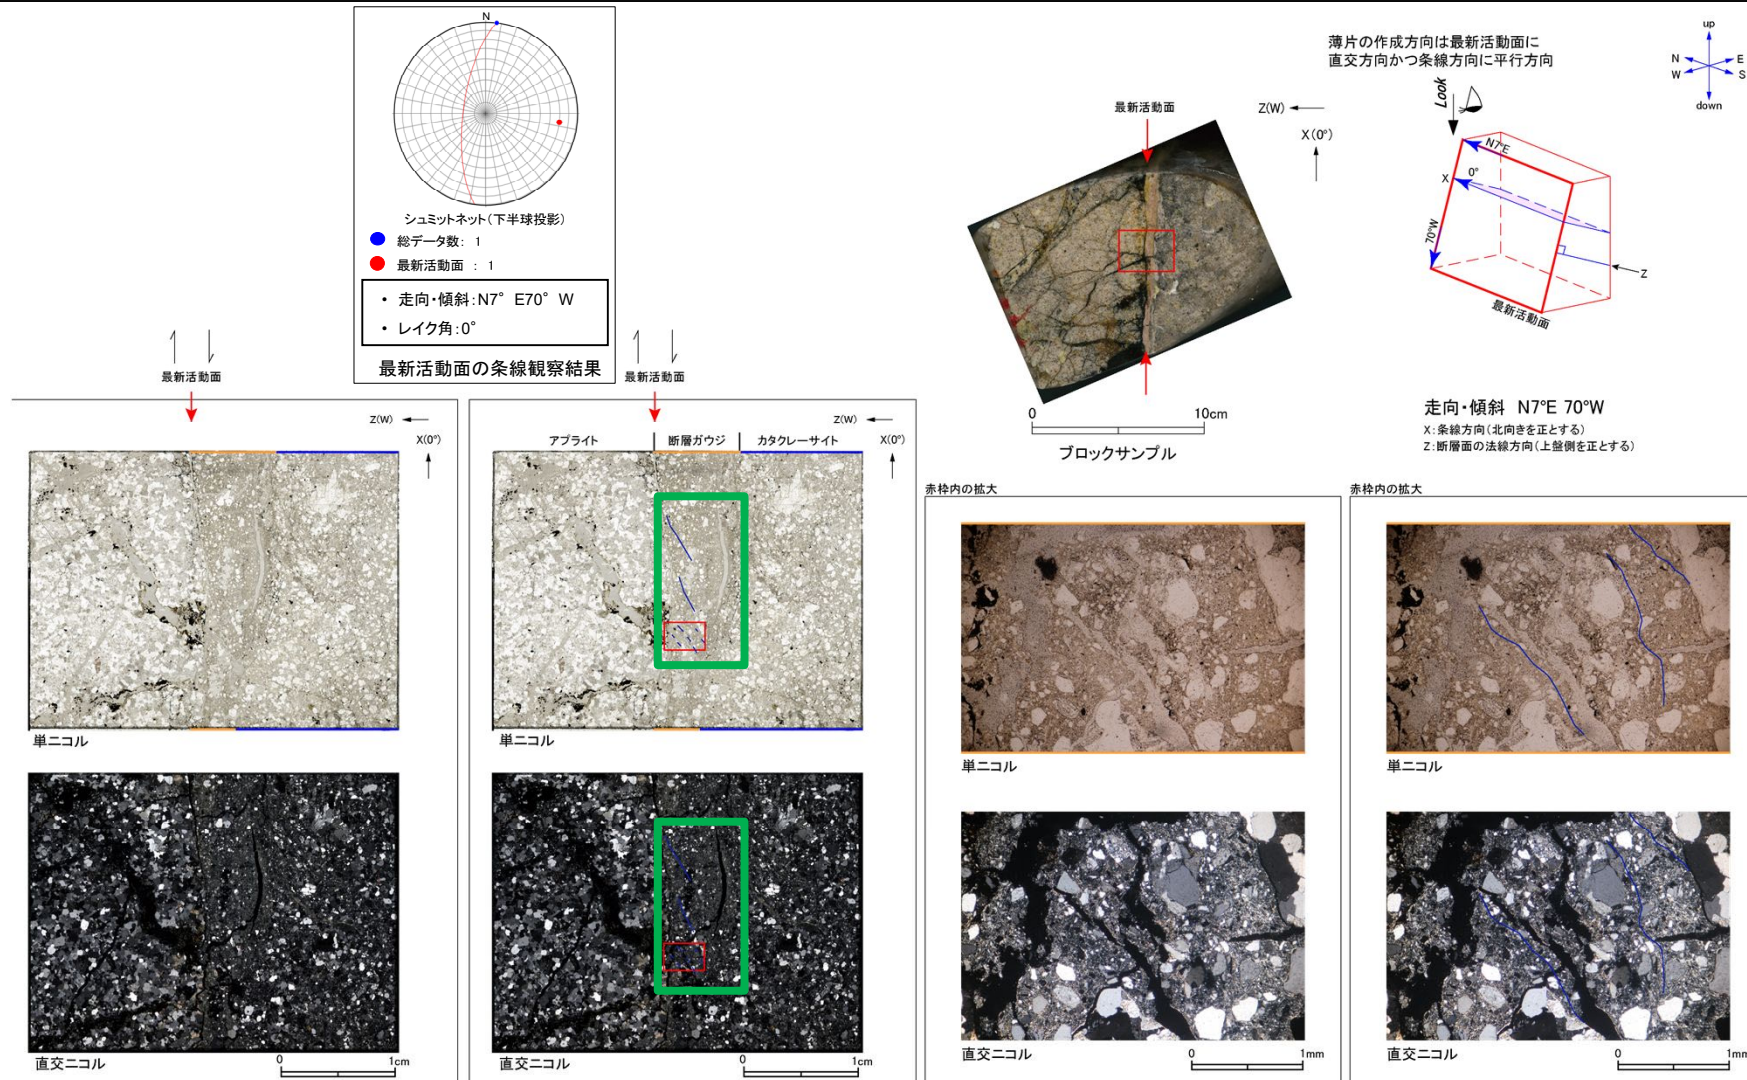 N
シュミットネット(下半球投影)
総データ数: 1
最新活動面 : 1
• 走向・傾斜:N7° E70° W
• レイク角:0°
最新活動面の条線観察結果
薄片の作成方向は最新活動面に
直交方向かつ条線方向に平行方向
up
N
E
W
S
down
最新活動面
Z(W)
X(0°)
0
10cm
ブロックサンプル
Look
N7°E
X
0°
70°W
Z
最新活動面
走向・傾斜 N7°E 70°W
X:条線方向(北向きを正とする)
Z:断層面の法線方向(上盤側を正とする)
最新活動面
Z(W)
X(0°)
単ニコル
直交ニコル
0
1cm
最新活動面
Z(W)
アプライト
断層ガウジ
カタクレーサイト
X(0°)
単ニコル
直交ニコル
0
1cm
赤枠内の拡大
単ニコル
直交ニコル
0
1mm
赤枠内の拡大
単ニコル
直交ニコル
0
1mm